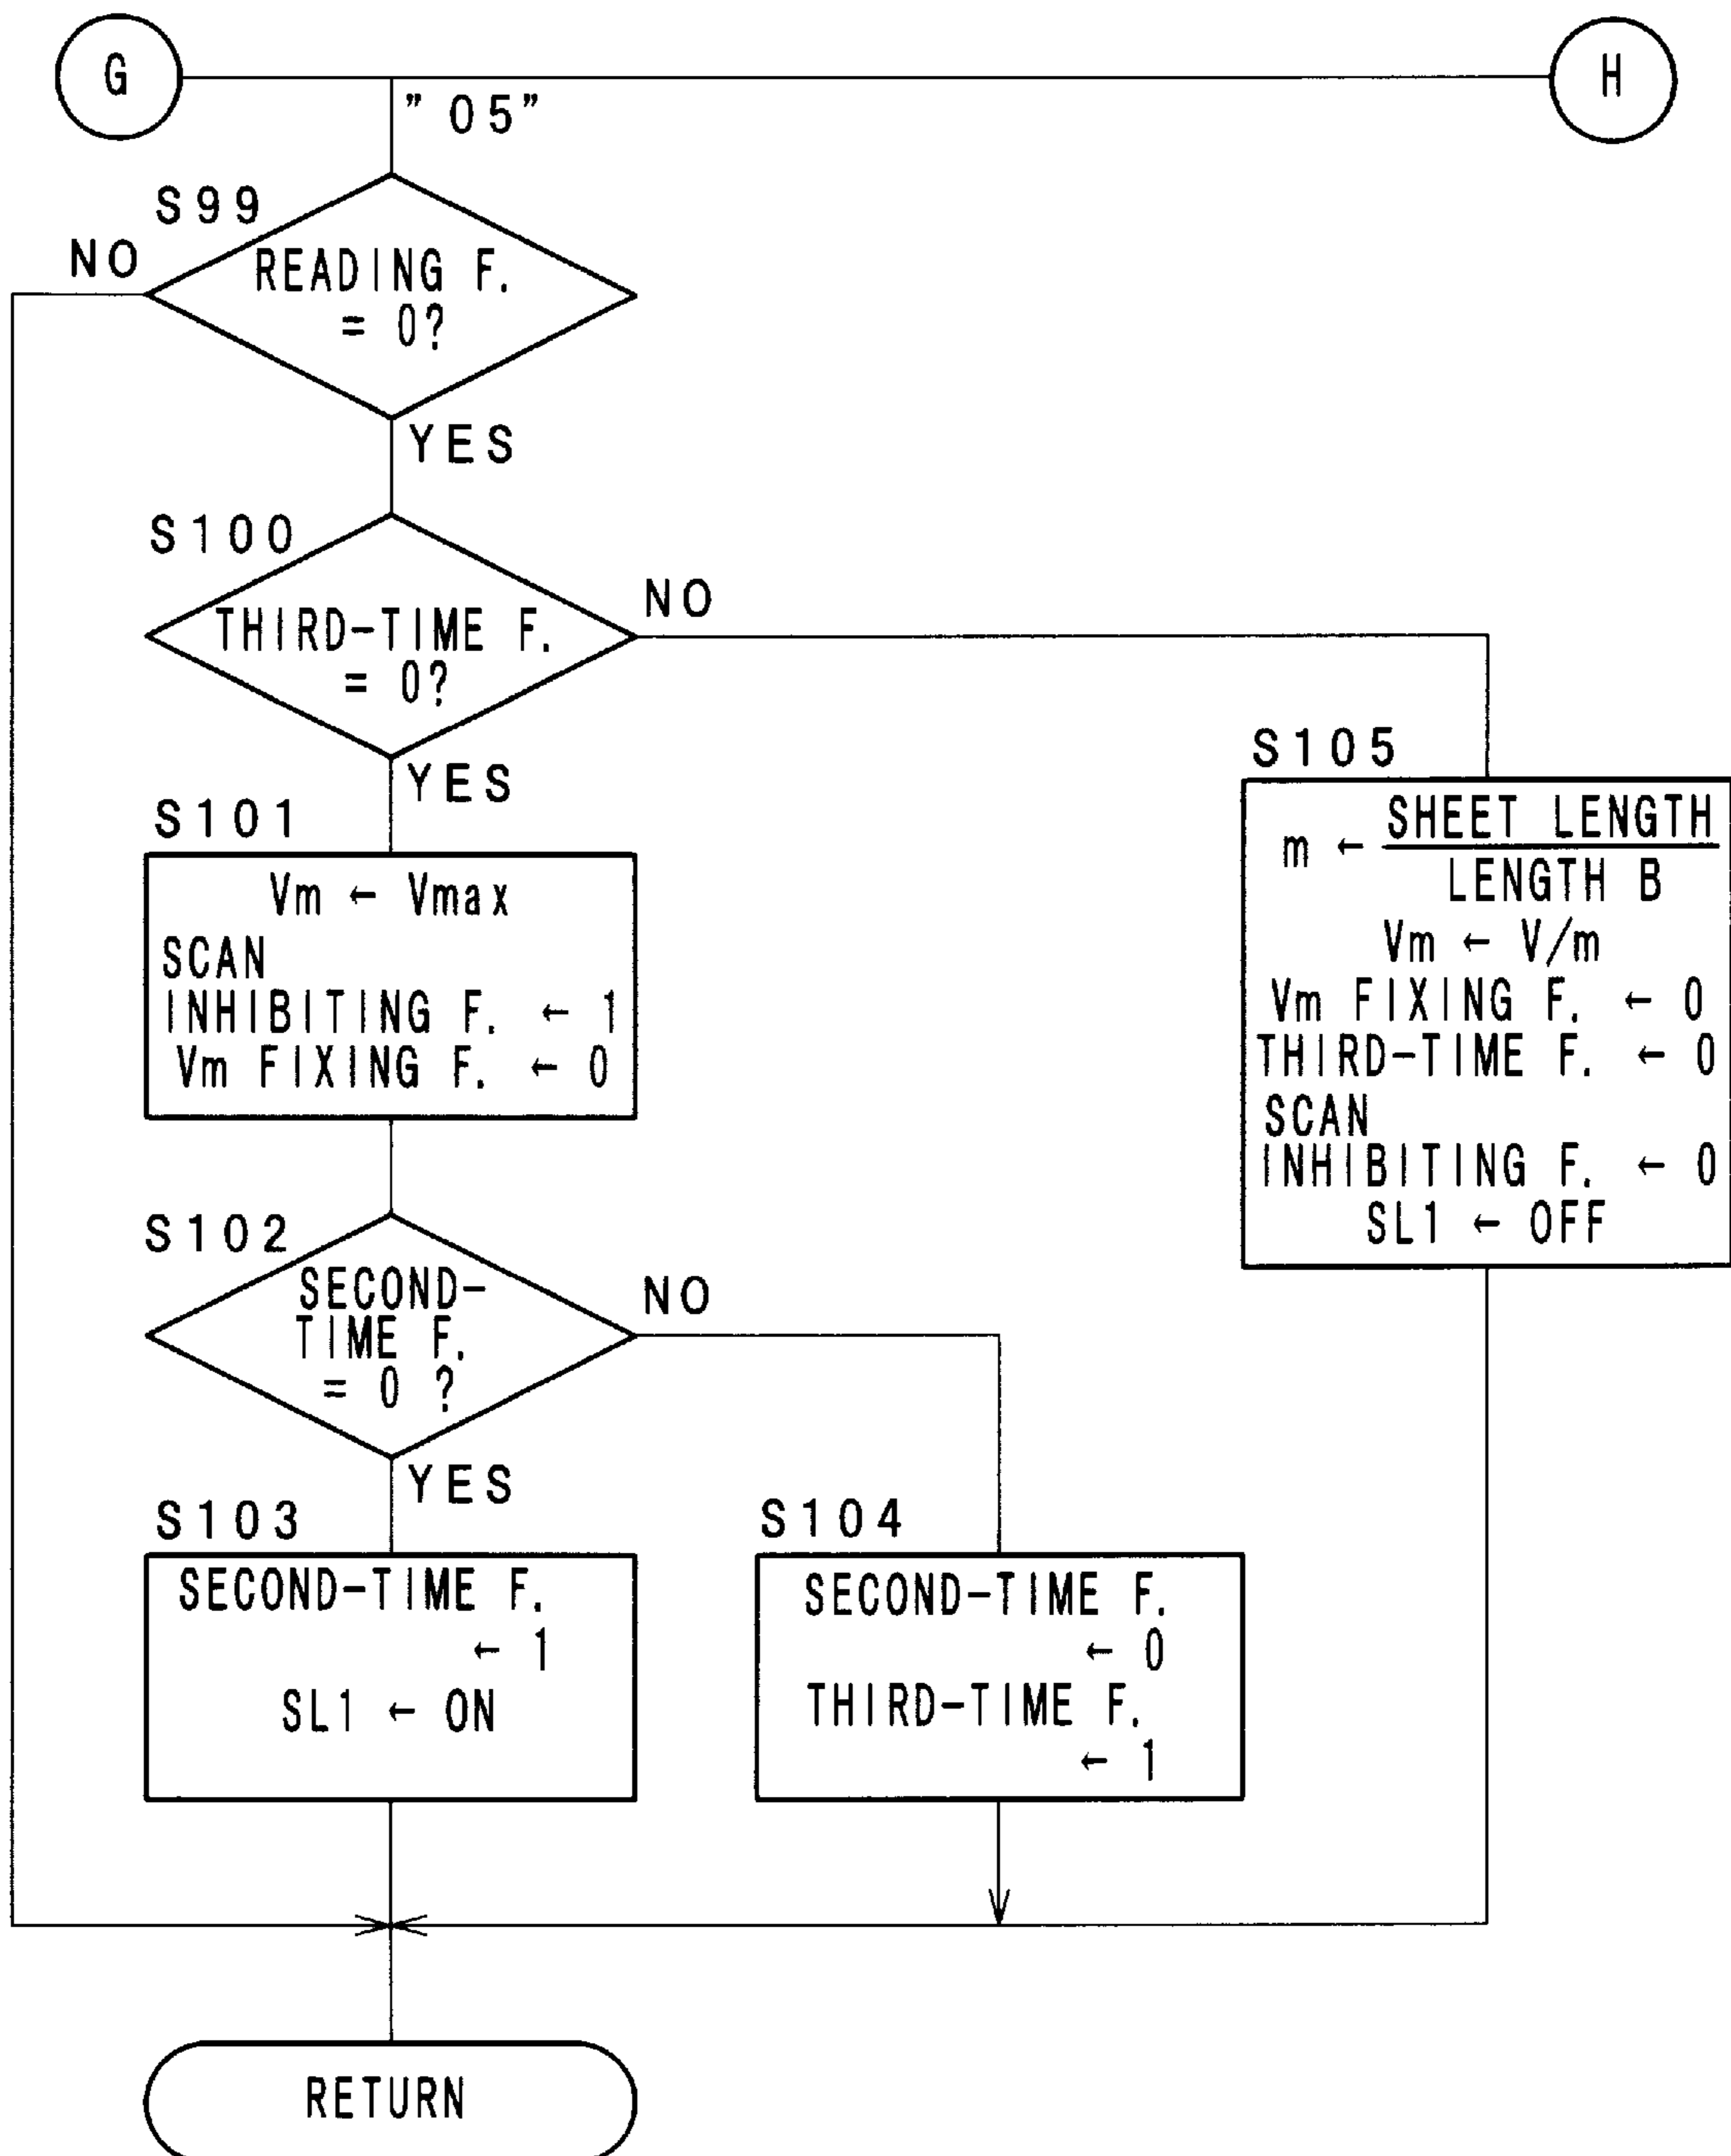 G
H
"05"
S99
NO
READING F.
= 0?
YES
S100
NO
THIRD-TIME F.
= 0?
YES
S101
Vm ← Vmax
SCAN
INHIBITING F. ← 1
Vm FIXING F. ← 0
S105
m ← SHEET LENGTH
LENGTH B
Vm ← V/m
Vm FIXING F. ← 0
THIRD-TIME F. ← 0
SCAN
INHIBITING F. ← 0
SL1 ← OFF
S102
NO
SECOND-
TIME F.
= 0 ?
YES
S103
SECOND-TIME F.
← 1
SL1 ← ON
S104
SECOND-TIME F.
← 0
THIRD-TIME F.
← 1
RETURN